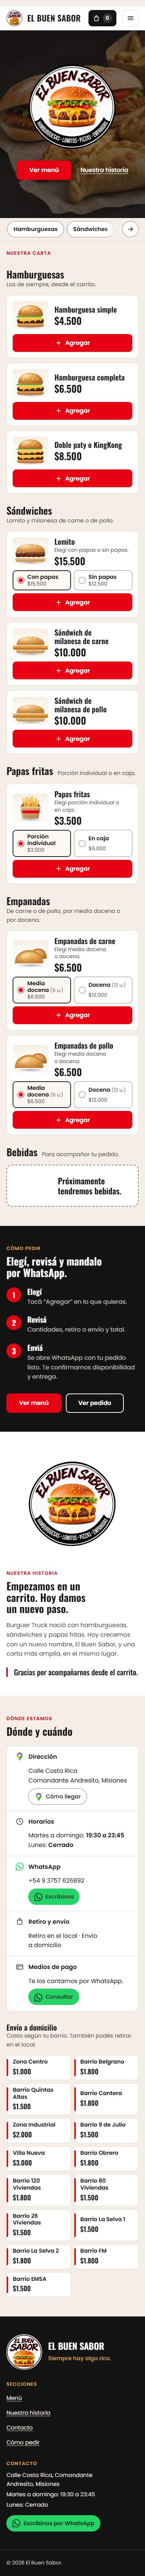 EL BUEN SABOR
EL BUEN SABOR
0
EL BUEN SABOR
HAMBURGUESAS•LOMITOS•PIZZAS•EMPANADAS
Ver menú
Nuestra historia
Hamburguesas
Sándwiches
NUESTRA CARTA
Hamburguesas
Las de siempre, desde el carrito.
Hamburguesa simple
$4.500
Agregar
Hamburguesa completa
$6.500
Agregar
Doble paty o KingKong
$8.500
Agregar
Sándwiches
Lomito y milanesa de carne o de pollo.
Lomito
Elegí con papas o sin papas.
$15.500
Con papas
$15.500
Sin papas
$12.500
Agregar
Sándwich de
milanesa de carne
$10.000
Agregar
Sándwich de
milanesa de pollo
$10.000
Agregar
Papas fritas
Porción individual o en caja.
Papas fritas
Elegí porción individual o
en caja.
$3.500
Porción
individual
$3.500
En caja
$6.000
Agregar
Empanadas
De carne o de pollo, por media docena o
por docena.
Empanadas de carne
Elegí media docena
o docena.
$6.500
Media
docena (6 u.)
$6.500
Docena (12 u.)
$12.000
Agregar
Empanadas de pollo
Elegí media docena
o docena.
$6.500
Media
docena (6 u.)
$6.500
Docena (12 u.)
$12.000
Agregar
Bebidas
Para acompañar tu pedido.
Próximamente
tendremos bebidas.
CÓMO PEDIR
Elegí, revisá y mandalo
por WhatsApp.
1
Elegí
Tocá “Agregar” en lo que quieras.
2
Revisá
Cantidades, retiro o envío y total.
3
Enviá
Se abre WhatsApp con tu pedido
listo. Te confirmamos disponibilidad
y entrega.
Ver menú
Ver pedido
EL BUEN SABOR
HAMBURGUESAS•LOMITOS•PIZZAS•EMPANADAS
NUESTRA HISTORIA
Empezamos en un
carrito. Hoy damos
un nuevo paso.
Burguer Truck nació con hamburguesas,
sándwiches y papas fritas. Hoy crecemos
con un nuevo nombre, El Buen Sabor, y una
carta más amplia, en el mismo lugar.
Gracias por acompañarnos desde el carrito.
DÓNDE ESTAMOS
Dónde y cuándo
Dirección
Calle Costa Rica
Comandante Andresito, Misiones
Cómo llegar
Horarios
Martes a domingo: 19:30 a 23:45
Lunes: Cerrado
WhatsApp
+54 9 3757 626892
Escribinos
Retiro y envío
Retiro en el local · Envío
a domicilio
Medios de pago
Te los contamos por WhatsApp.
Consultar
Envío a domicilio
Costo según tu barrio. También podés retirar
en el local.
Zona Centro
$1.000
Barrio Belgrano
$1.800
Barrio Quintas
Altas
$1.500
Barrio Cantera
$1.800
Zona Industrial
$2.000
Barrio 9 de Julio
$1.500
Villa Nueva
$3.000
Barrio Obrero
$1.800
Barrio 120
Viviendas
$1.800
Barrio 80
Viviendas
$1.500
Barrio 26
Viviendas
$1.500
Barrio La Selva 1
$1.500
Barrio La Selva 2
$1.800
Barrio FM
$1.800
Barrio EMSA
$1.500
EL BUEN SABOR
EL BUEN SABOR
Siempre hay algo rico.
SECCIONES
Menú
Nuestra historia
Contacto
Cómo pedir
CONTACTO
Calle Costa Rica, Comandante
Andresito, Misiones
Martes a domingo: 19:30 a 23:45
Lunes: Cerrado
Escribinos por WhatsApp
© 2026 El Buen Sabor.